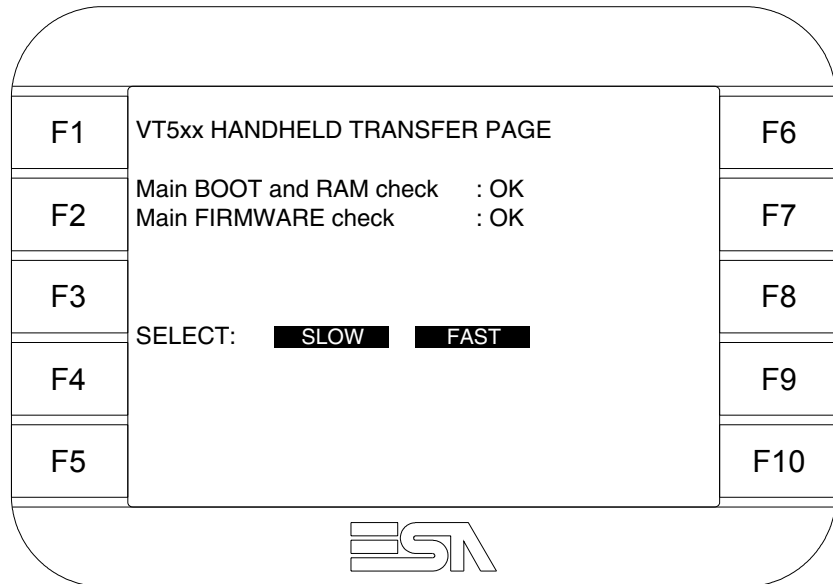 F1
F2
F3
F4
F5
VT5xx HANDHELD TRANSFER PAGE
Main BOOT and RAM check : OK
Main FIRMWARE check : OK
SELECT: SLOW FAST
F6
F7
F8
F9
F10
ESA